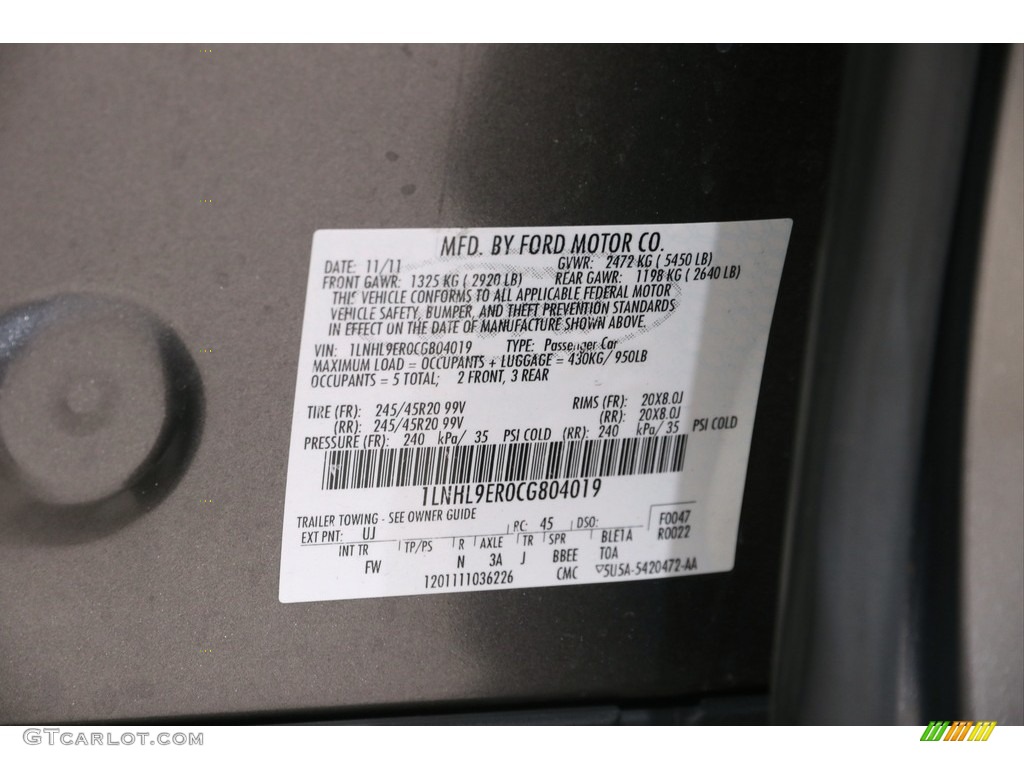 MFD. BY FORD MOTOR CO.
DATE: 11/11 GVWR: 2472 KG ( 5450 LB)
FRONT GAWR: 1325 KG ( 2920 LB) REAR GAWR: 1198 KG ( 2640 LB)
THIS VEHICLE CONFORMS TO ALL APPLICABLE FEDERAL MOTOR
VEHICLE SAFETY, BUMPER, AND THEFT PREVENTION STANDARDS
IN EFFECT ON THE DATE OF MANUFACTURE SHOWN ABOVE.
VIN: 1LNHL9ER0CG804019 TYPE: Passenger Car
MAXIMUM LOAD = OCCUPANTS + LUGGAGE = 430KG/ 950LB
OCCUPANTS = 5 TOTAL; 2 FRONT, 3 REAR
TIRE (FR): 245/45R20 99V RIMS (FR): 20X8.0J
(RR): 245/45R20 99V (RR): 20X8.0J
PRESSURE (FR): 240 kPa/ 35 PSI COLD (RR): 240 kPa/ 35 PSI COLD
1LNHL9ER0CG804019
TRAILER TOWING - SEE OWNER GUIDE
EXT PNT: UJ RC: 45 DSO: F0047
INT TR TP/PS R AXLE TR SPR BLE1A R0022
FW N 3A J BBEE TOA
1201111036226 CMC ▽5U5A-5420472-AA
GTcarlot.com